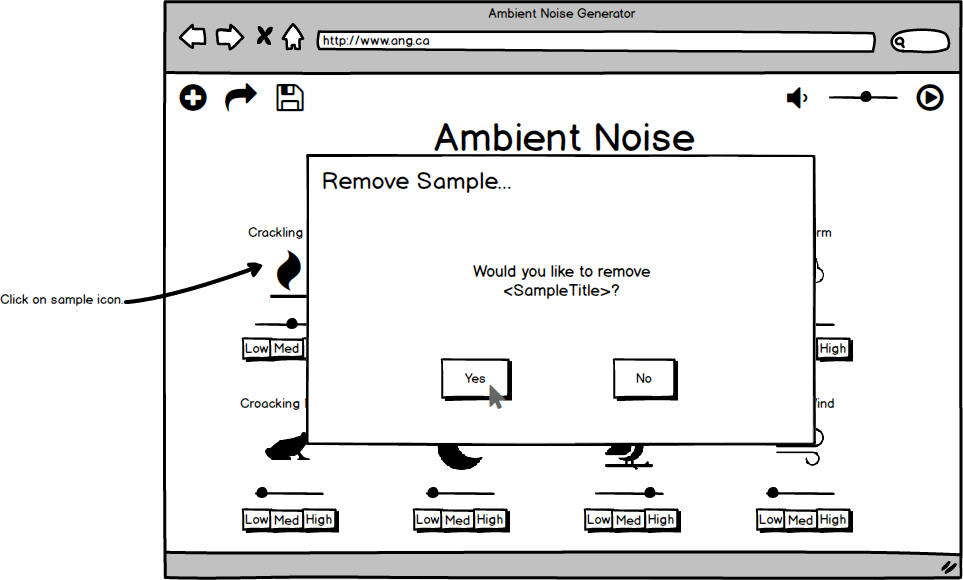 Ambient Noise Generator
http://www.ang.ca
Ambient Noise
Remove Sample...
Crackling
rm
Would you like to remove
<SampleTitle>?
Click on sample icon.
Low Med
High
Yes
No
Croacking
Wind
Low Med High
Low Med High
Low Med High
Low Med High